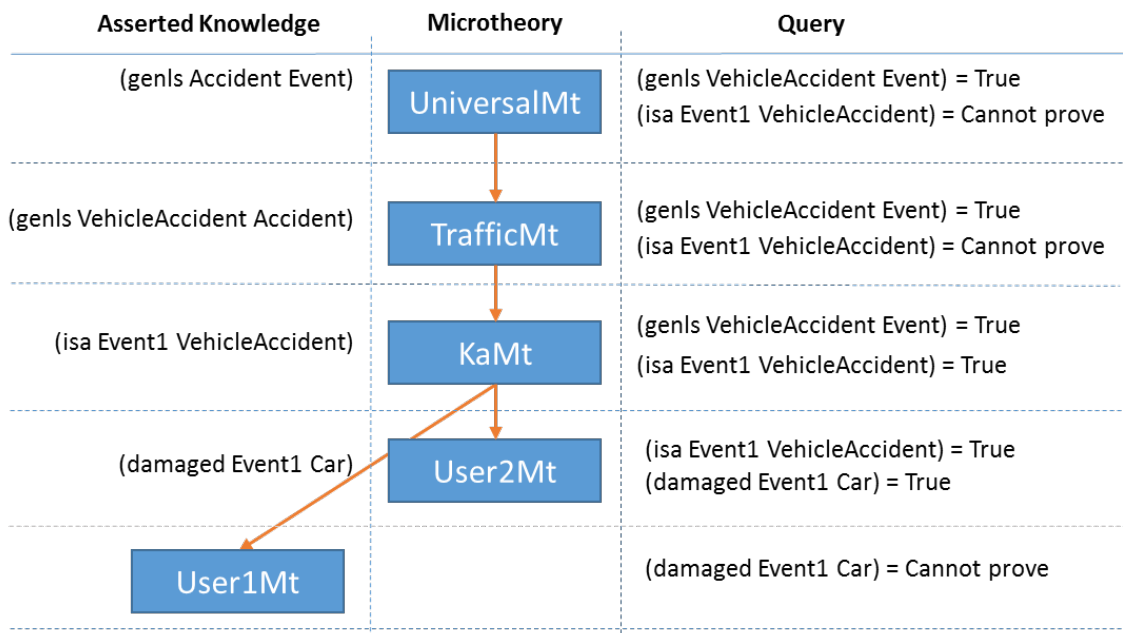 Asserted Knowledge
Microtheory
Query
(genls Accident Event)
UniversalMt
(genls VehicleAccident Event) = True
(isa Event1 VehicleAccident) = Cannot prove
(genls VehicleAccident Accident)
TrafficMt
(genls VehicleAccident Event) = True
(isa Event1 VehicleAccident) = Cannot prove
(isa Event1 VehicleAccident)
KaMt
(genls VehicleAccident Event) = True
(isa Event1 VehicleAccident) = True
(damaged Event1 Car)
User2Mt
(isa Event1 VehicleAccident) = True
(damaged Event1 Car) = True
User1Mt
(damaged Event1 Car) = Cannot prove